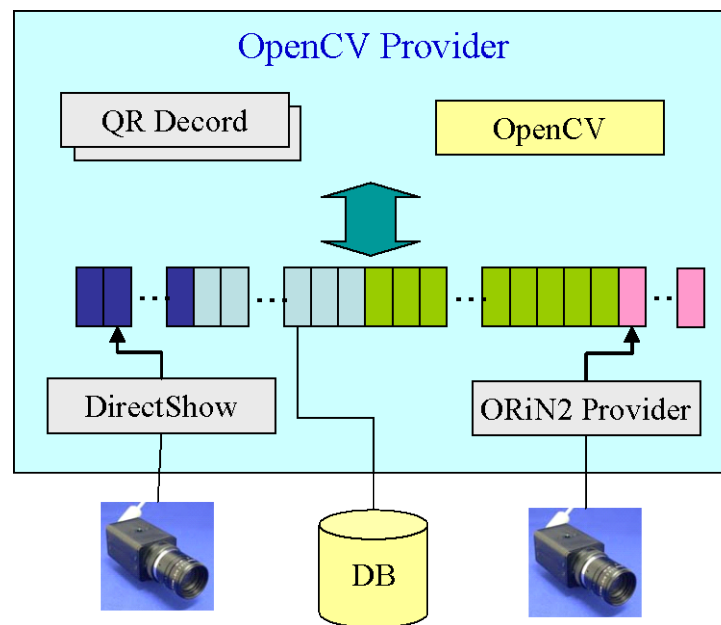 OpenCV Provider
QR Decord
OpenCV
DirectShow
ORiN2 Provider
DB